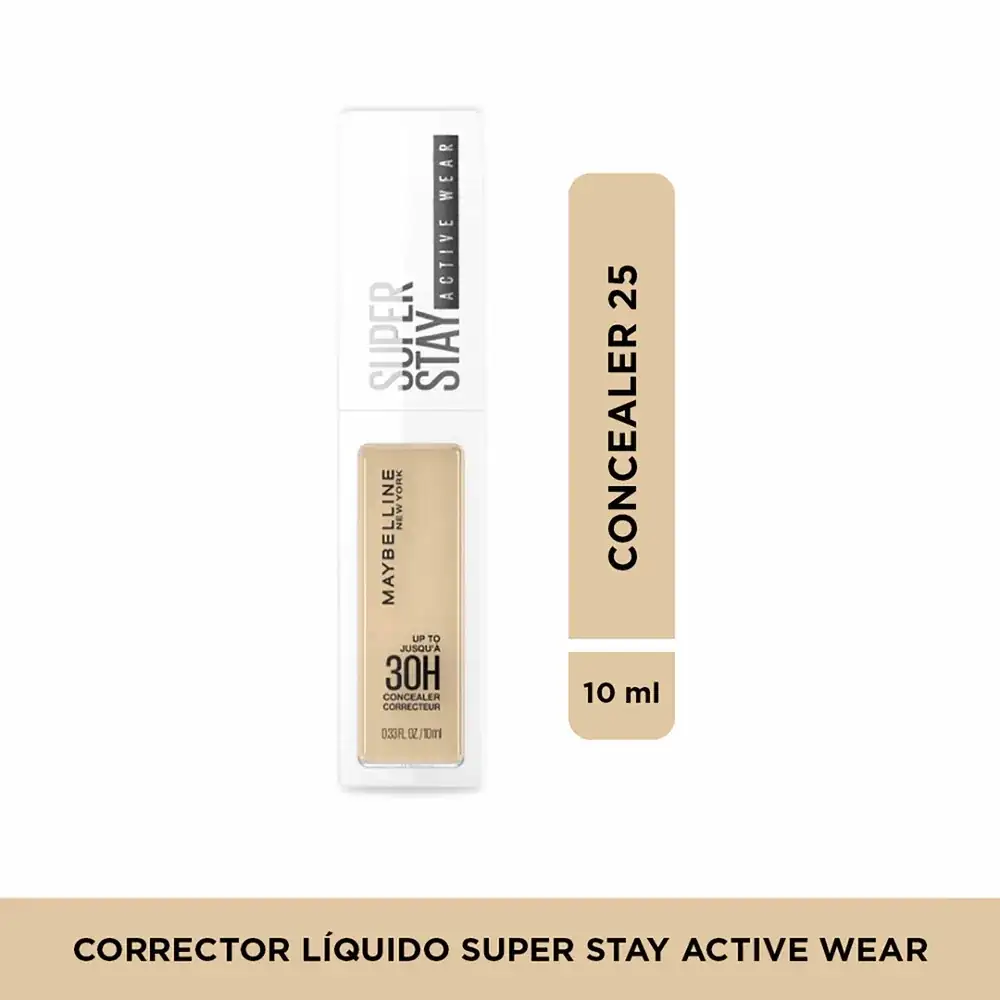 SUPER
STAY
ACTIVE WEAR
MAYBELLINE
NEW YORK
UP TO
JUSQU'À
30H
CONCEALER
CORRECTEUR
0.33 FL. OZ./10ml
CONCEALER 25
10 ml
CORRECTOR LÍQUIDO SUPER STAY ACTIVE WEAR